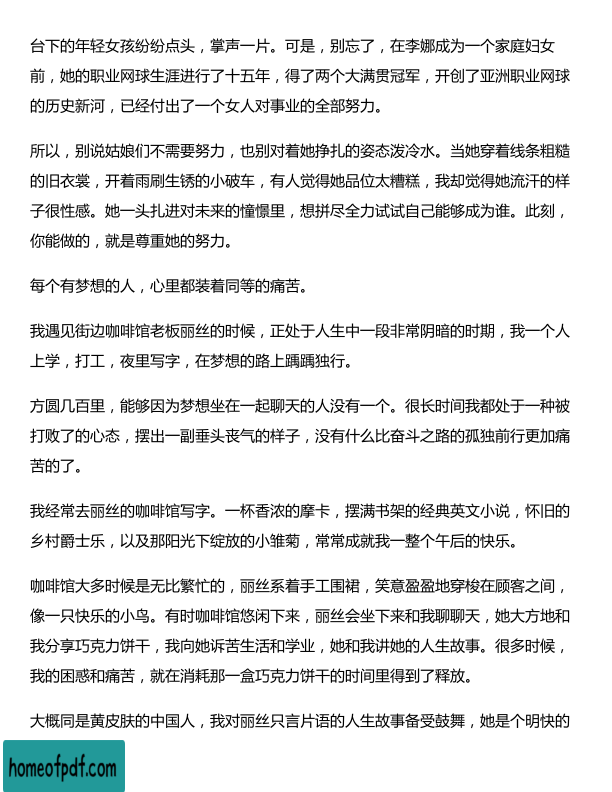 台下的年轻女孩纷纷点头，掌声一片。可是，别忘了，在李娜成为一个家庭妇女
前，她的职业网球生涯进行了十五年，得了两个大满贯冠军，开创了亚洲职业网球
的历史新河，已经付出了一个女人对事业的全部努力。
所以，别说姑娘们不需要努力，也别对着她挣扎的姿态泼冷水。当她穿着线条粗糙
的旧衣裳，开着雨刷生锈的小破车，有人觉得她品位太糟糕，我却觉得她流汗的样
子很性感。她一头扎进对未来的憧憬里，想拼尽全力试试自己能够成为谁。此刻，
你能做的，就是尊重她的努力。
每个有梦想的人，心里都装着同等的痛苦。
我遇见街边咖啡馆老板丽丝的时候，正处于人生中一段非常阴暗的时期，我一个人
上学，打工，夜里写字，在梦想的路上踽踽独行。
方圆几百里，能够因为梦想坐在一起聊天的人没有一个。很长时间我都处于一种被
打败了的心态，摆出一副垂头丧气的样子，没有什么比奋斗之路的孤独前行更加痛
苦的了。
我经常去丽丝的咖啡馆写字。一杯香浓的摩卡，摆满书架的经典英文小说，怀旧的
乡村爵士乐，以及那阳光下绽放的小雏菊，常常成就我一整个午后的快乐。
咖啡馆大多时候是无比繁忙的，丽丝系着手工围裙，笑意盈盈地穿梭在顾客之间，
像一只快乐的小鸟。有时咖啡馆悠闲下来，丽丝会坐下来和我聊聊天，她大方地和
我分享巧克力饼干，我向她诉苦生活和学业，她和我讲她的人生故事。很多时候，
我的困惑和痛苦，就在消耗那一盒巧克力饼干的时间里得到了释放。
大概同是黄皮肤的中国人，我对丽丝只言片语的人生故事备受鼓舞，她是个明快的
homeofpdf.com